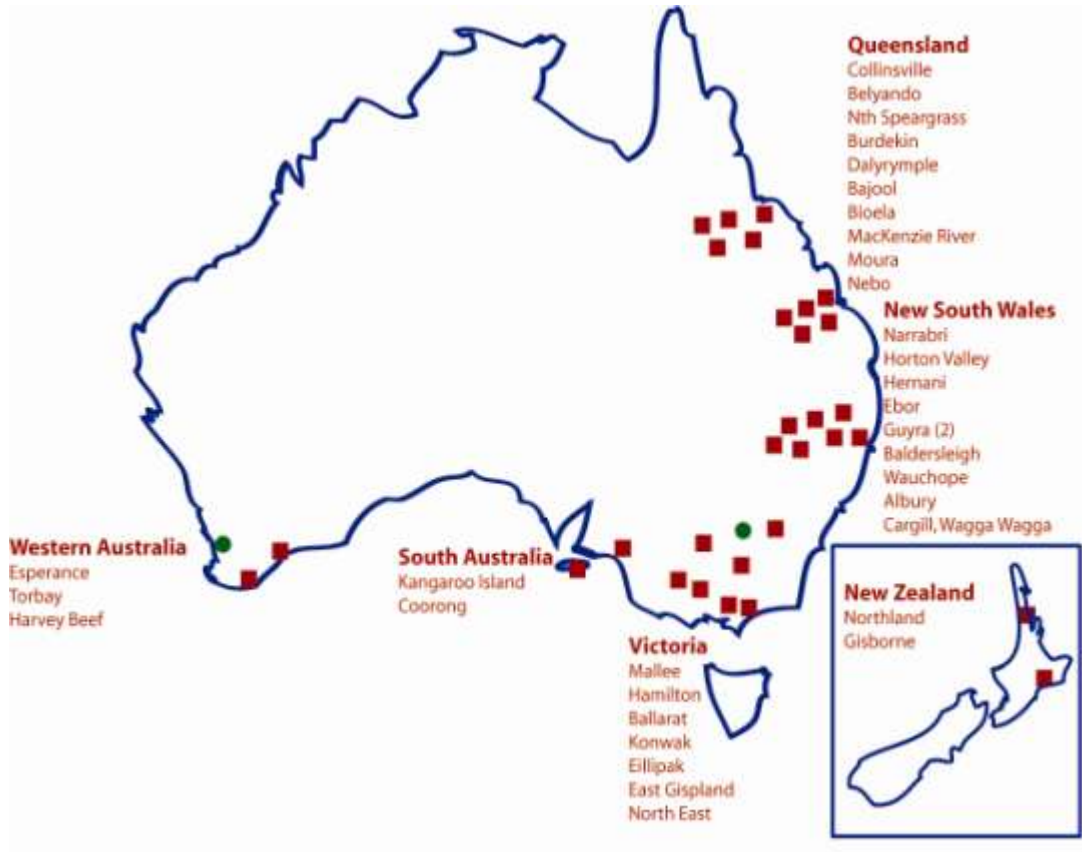 Queensland
Collinsville
Belyando
Nth Speargrass
Burdekin
Dalyrymple
Bajool
Bioela
MacKenzie River
Moura
Nebo
New South Wales
Narrabri
Horton Valley
Hernani
Ebor
Guyra (2)
Baldersleigh
Wauchope
Albury
Cargill, Wagga Wagga
Western Australia
Esperance
Torbay
Harvey Beef
South Australia
Kangaroo Island
Coorong
Victoria
Mallee
Hamilton
Ballarat
Konwak
Eillipak
East Gispland
North East
New Zealand
Northland
Gisborne